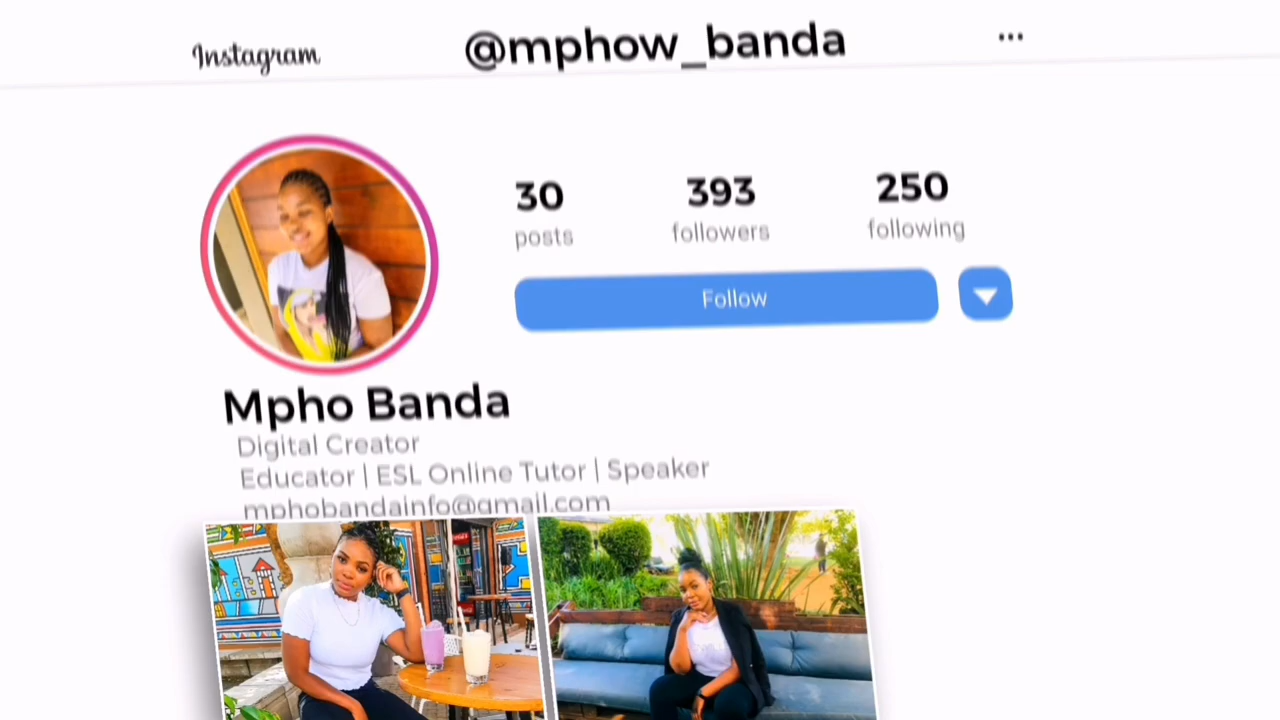 Instagram
@mphow_banda
30
393
250
posts
followers
following
Follow
Mpho Banda
Digital Creator
Educator | ESL Online Tutor | Speaker
mphobandainfo@gmail.com